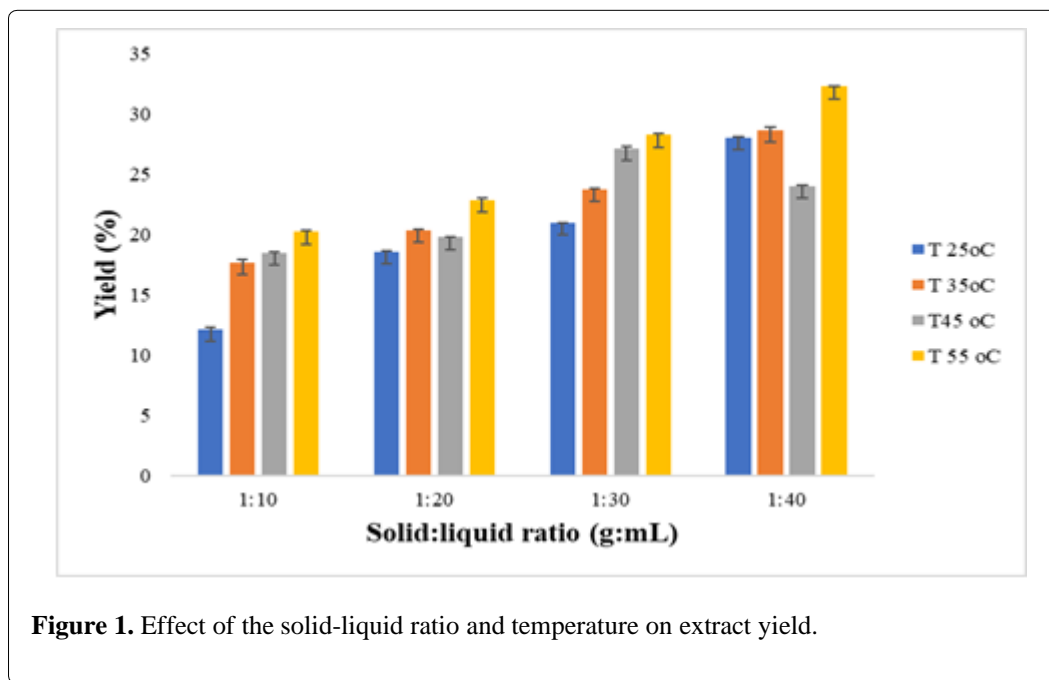 35
30
25
20
15
10
5
0
Yield (%)
1:10 1:20 1:30 1:40
Solid:liquid ratio (g:mL)
T 25oC
T 35oC
T45 oC
T 55 oC
Figure 1. Effect of the solid-liquid ratio and temperature on extract yield.